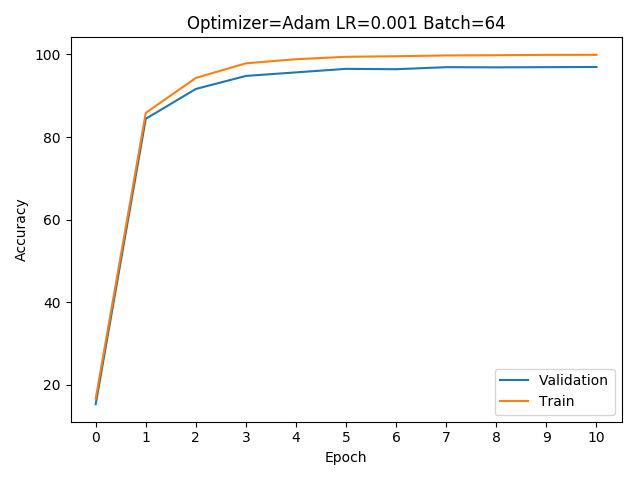 Optimizer=Adam LR=0.001 Batch=64
100
80
60
40
20
Accuracy
0 1 2 3 4 5 6 7 8 9 10
Epoch
Validation
Train